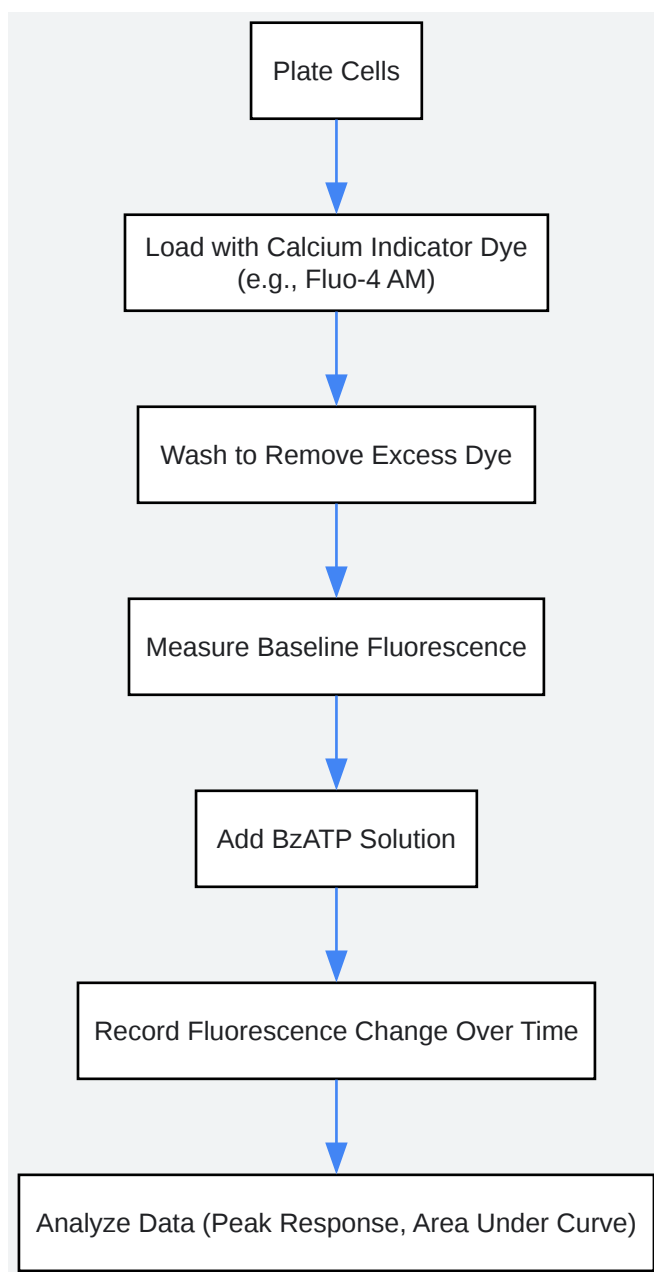 Plate Cells
Load with Calcium Indicator Dye
(e.g., Fluo-4 AM)
Wash to Remove Excess Dye
Measure Baseline Fluorescence
Add BzATP Solution
Record Fluorescence Change Over Time
Analyze Data (Peak Response, Area Under Curve)